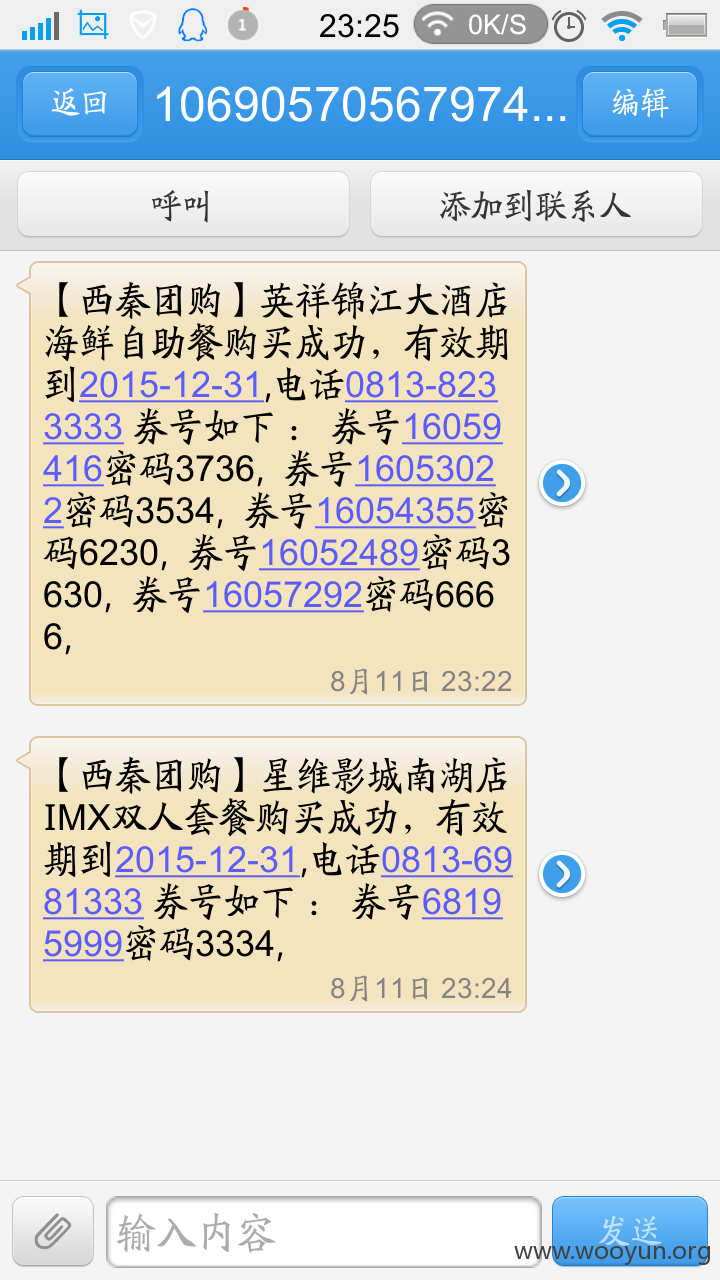 1
23:25
0K/S
返回
10690570567974...
编辑
呼叫
添加到联系人
【西秦团购】英祥锦江大酒店
海鲜自助餐购买成功，有效期
到2015-12-31,电话0813-823
3333 券号如下： 券号16059
416密码3736, 券号1605302
2密码3534, 券号16054355密
码6230, 券号16052489密码3
630, 券号16057292密码666
6,
8月11日 23:22
【西秦团购】星维影城南湖店
IMX双人套餐购买成功，有效
期到2015-12-31,电话0813-69
81333 券号如下： 券号6819
5999密码3334,
8月11日 23:24
输入内容
发送
www.wooyun.org